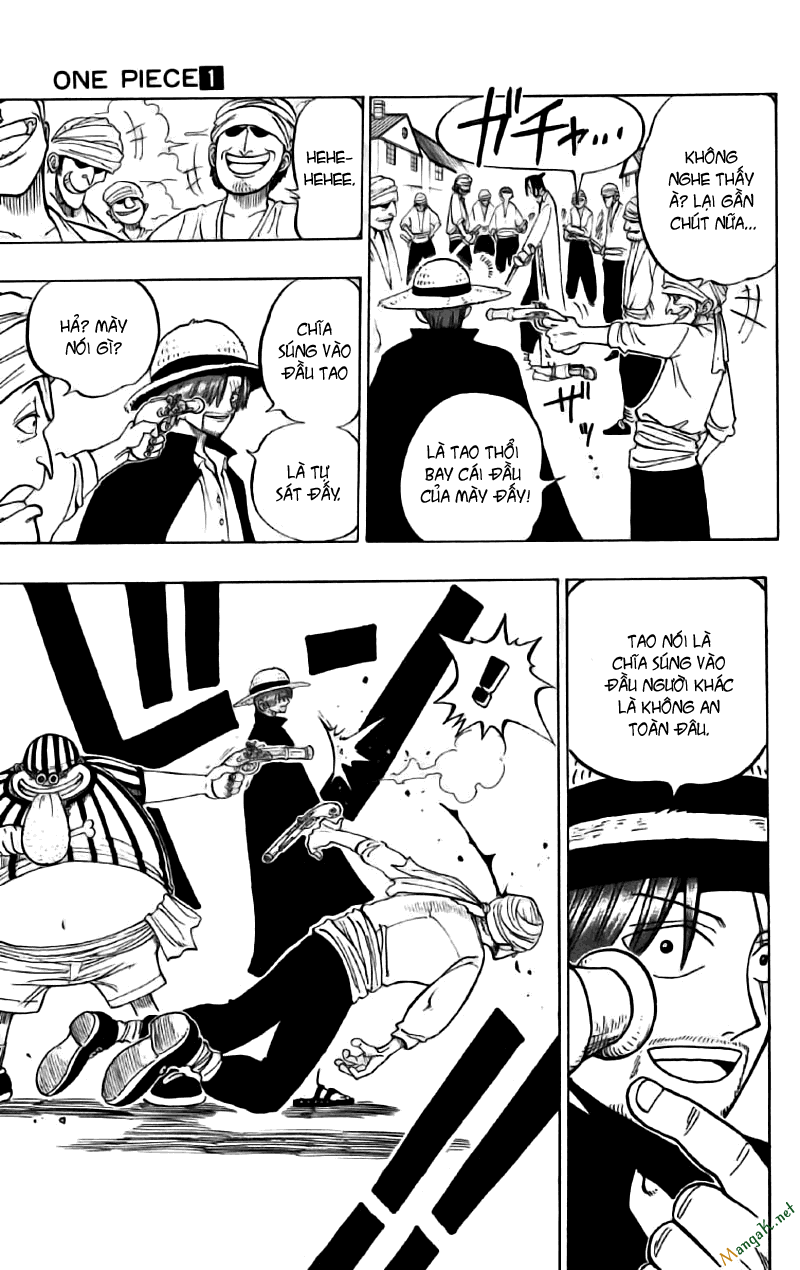 ONE PIECE 1
KHÔNG
NGHE THẤY
À? LẠI GẦN
CHÚT NỮA...
ガチャ...
LÀ TAO THỔI
BAY CÁI ĐẦU
CỦA MÀY ĐẤY!
ザッ...
HEHE-
HEHEE.
CHĨA
SÚNG VÀO
ĐẦU TAO
LÀ TỰ
SÁT ĐẤY.
HẢ? MÀY
NÓI GÌ?
TAO NÓI LÀ
CHĨA SÚNG VÀO
ĐẦU NGƯỜI KHÁC
LÀ KHÔNG AN
TOÀN ĐÂU.
!
MangaK.net